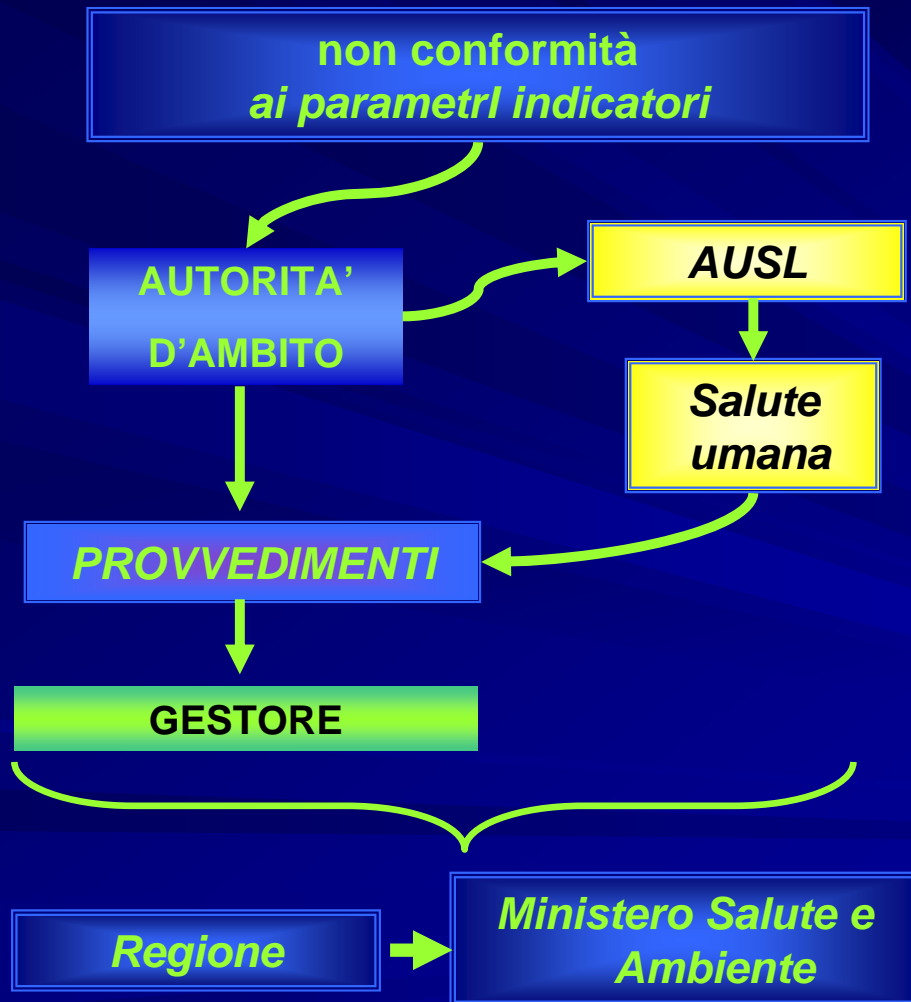 non conformità
ai parametrI indicatori
AUTORITA’
D’AMBITO
AUSL
Salute
umana
PROVVEDIMENTI
GESTORE
Regione
Ministero Salute e
Ambiente